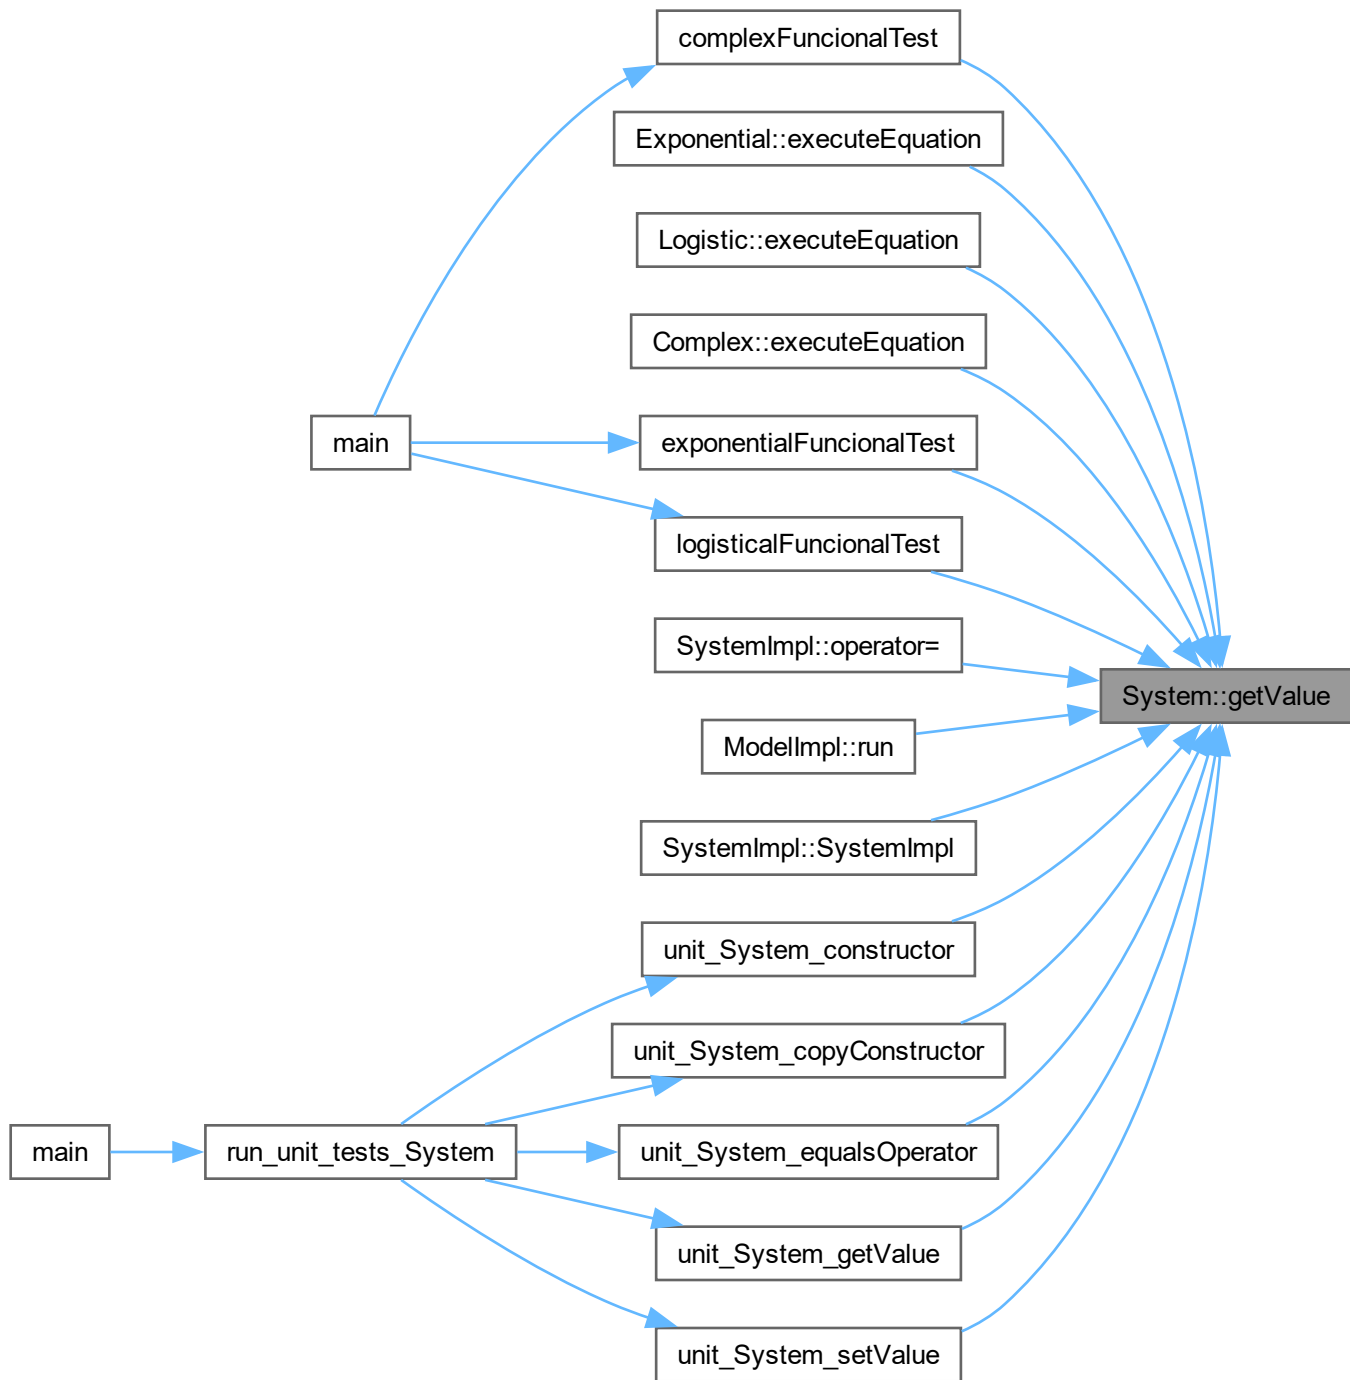 complexFuncionalTest
Exponential::executeEquation
Logistic::executeEquation
Complex::executeEquation
main
exponentialFuncionalTest
logisticalFuncionalTest
SystemImpl::operator=
System::getValue
ModelImpl::run
SystemImpl::SystemImpl
unit_System_constructor
unit_System_copyConstructor
main
run_unit_tests_System
unit_System_equalsOperator
unit_System_getValue
unit_System_setValue